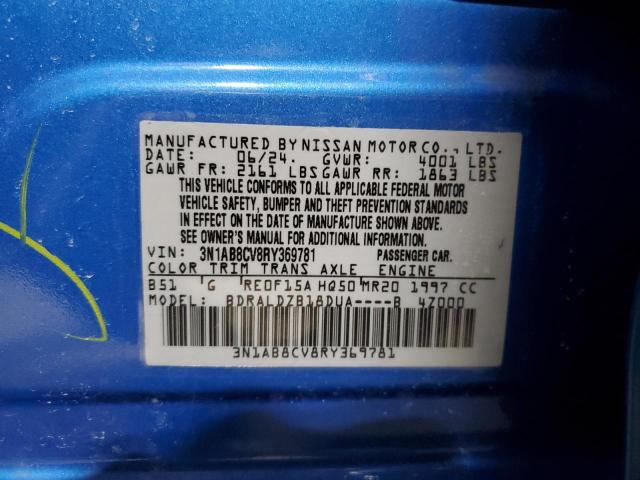 MANUFACTURED BY NISSAN MOTOR CO., LTD.
DATE: 06/24. GVWR: 4001 LBS
GAWR FR: 2161 LBS GAWR RR: 1863 LBS
THIS VEHICLE CONFORMS TO ALL APPLICABLE FEDERAL MOTOR
VEHICLE SAFETY, BUMPER AND THEFT PREVENTION STANDARDS
IN EFFECT ON THE DATE OF MANUFACTURE SHOWN ABOVE.
SEE OWNER'S MANUAL FOR ADDITIONAL INFORMATION
VIN: 3N1AB8CV8RY369781 PASSENGER CAR.
COLOR TRIM TRANS AXLE ENGINE
B51 'G RE0F15A HQ50 MR20 1997 CC
MODEL: BDRALDZB18DUA----B 4Z000
3N1AB8CV8RY369781